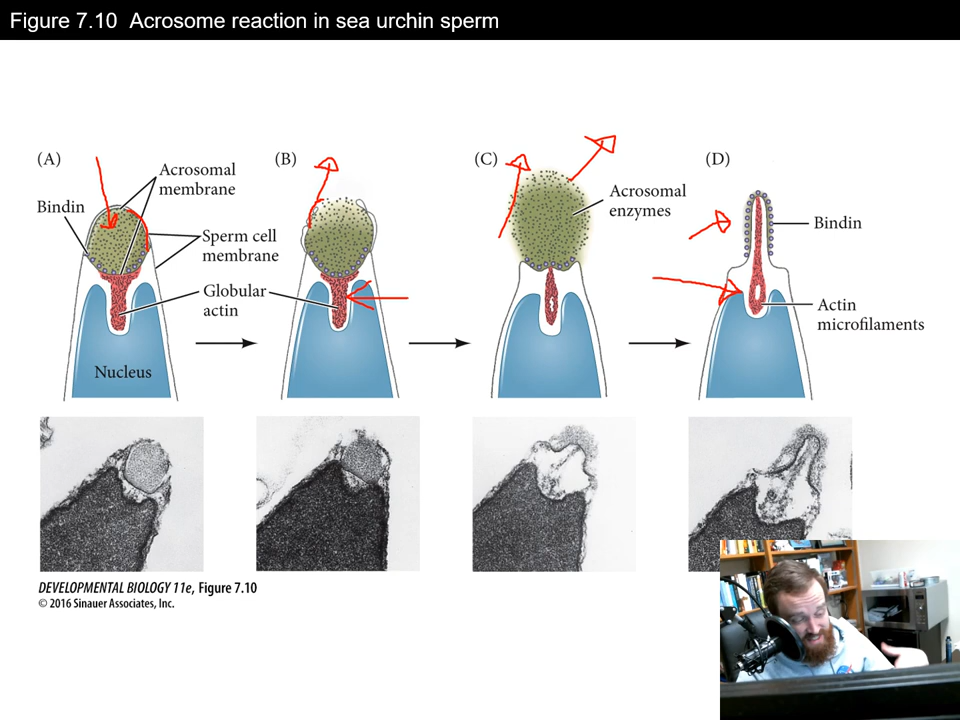 Figure 7.10 Acrosome reaction in sea urchin sperm
(A)
Acrosomal
membrane
Bindin
Sperm cell
membrane
Globular
actin
Nucleus
(B)
(C)
Acrosomal
enzymes
(D)
Bindin
Actin
microfilaments
DEVELOPMENTAL BIOLOGY 11e, Figure 7.10
© 2016 Sinauer Associates, Inc.